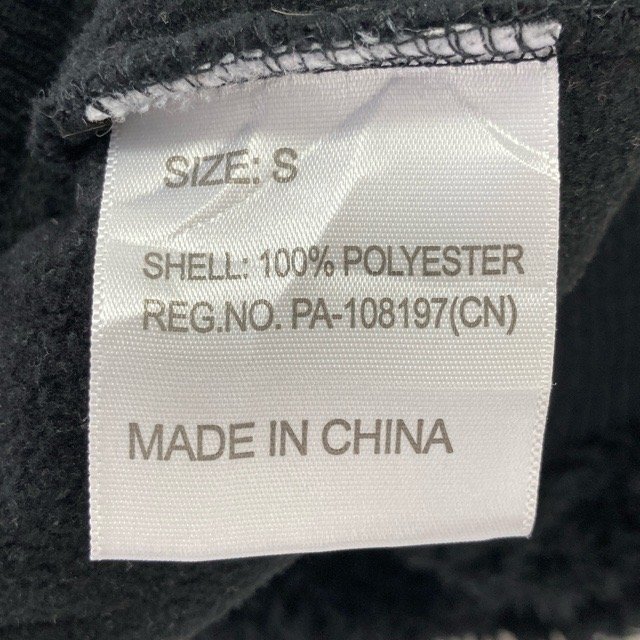 SIZE: S
SHELL: 100% POLYESTER
REG.NO. PA-108197(CN)
MADE IN CHINA